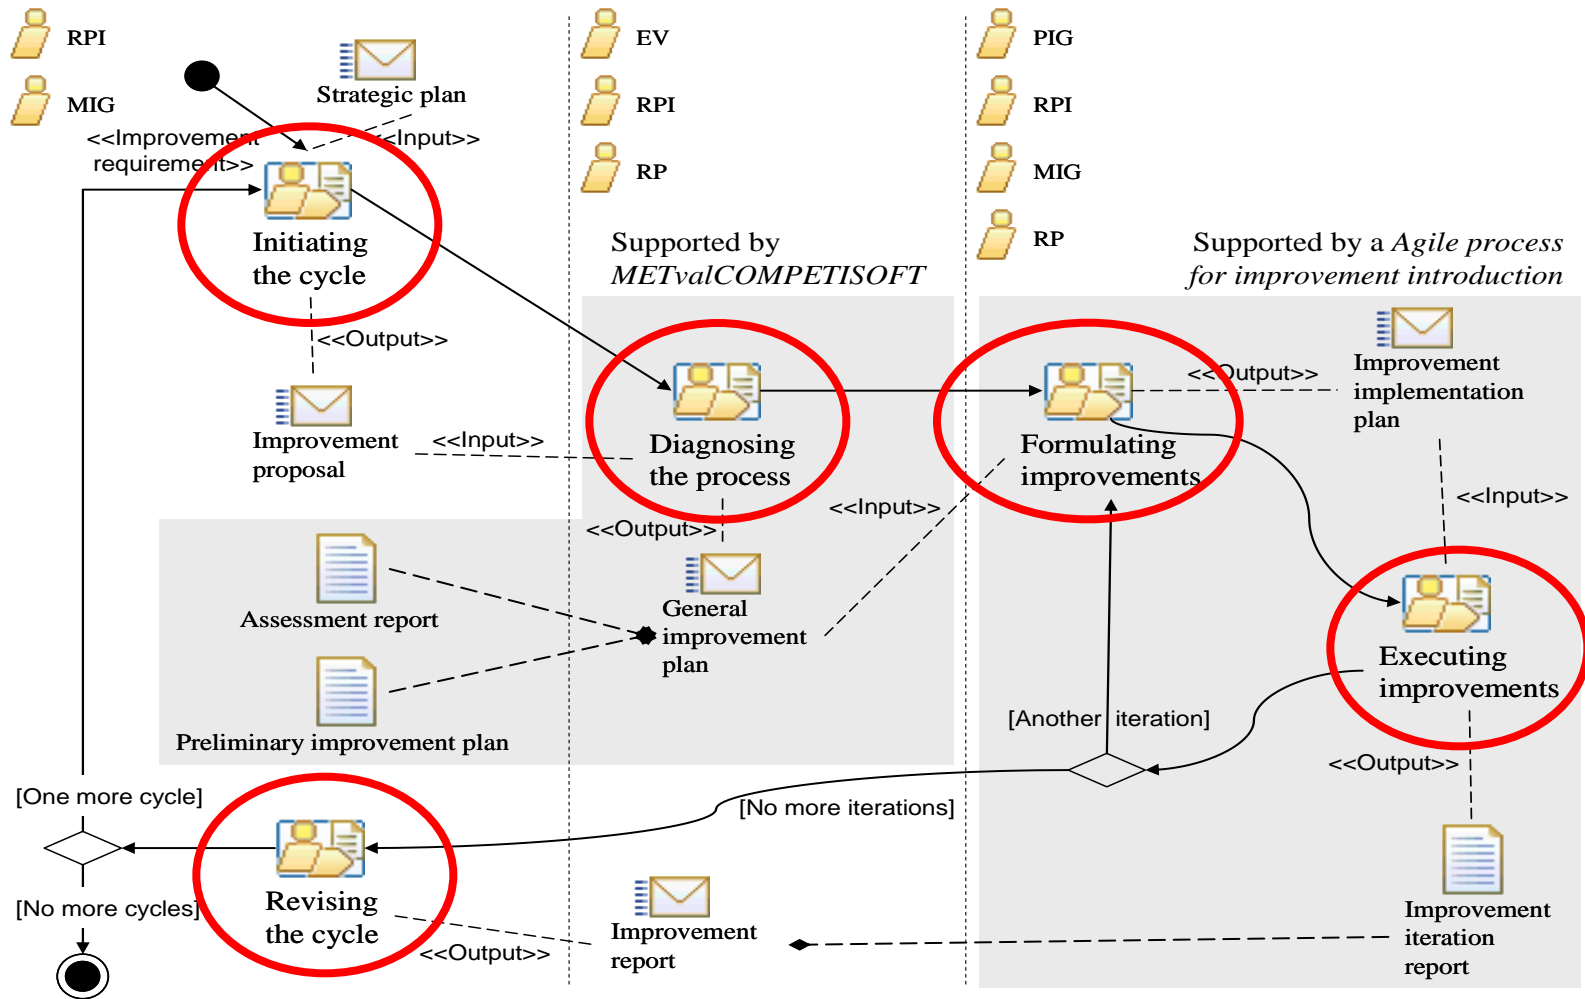 RPI
MIG
Strategic plan
<<Improvement
requirement>>
<<Input>>
Initiating
the cycle
<<Output>>
Improvement
proposal
<<Input>>
EV
RPI
RP
Supported by
METvalCOMPETISOFT
Diagnosing
the process
<<Output>>
<<Input>>
General
improvement
plan
Assessment report
Preliminary improvement plan
PIG
RPI
MIG
RP
Supported by a Agile process
for improvement introduction
Formulating
improvements
<<Output>>
Improvement
implementation
plan
<<Input>>
Executing
improvements
[Another iteration]
<<Output>>
[No more iterations]
[One more cycle]
[No more cycles]
Revising
the cycle
<<Output>>
Improvement
report
Improvement
iteration
report